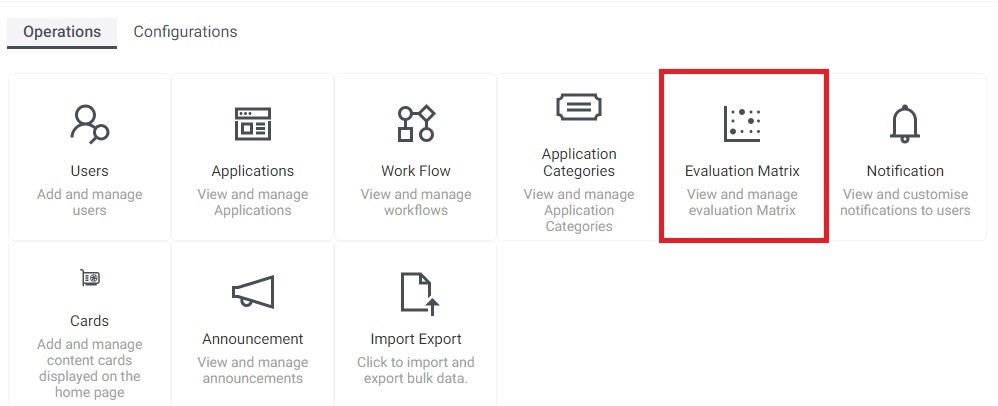 Operations
Configurations
Users
Add and manage
users
Applications
View and manage
Applications
Work Flow
View and manage
workflows
Application
Categories
View and manage
Application
Categories
Evaluation Matrix
View and manage
evaluation Matrix
Notification
View and customise
notifications to users
Cards
Add and manage
content cards
displayed on the
home page
Announcement
View and manage
announcements
Import Export
Click to import and
export bulk data.